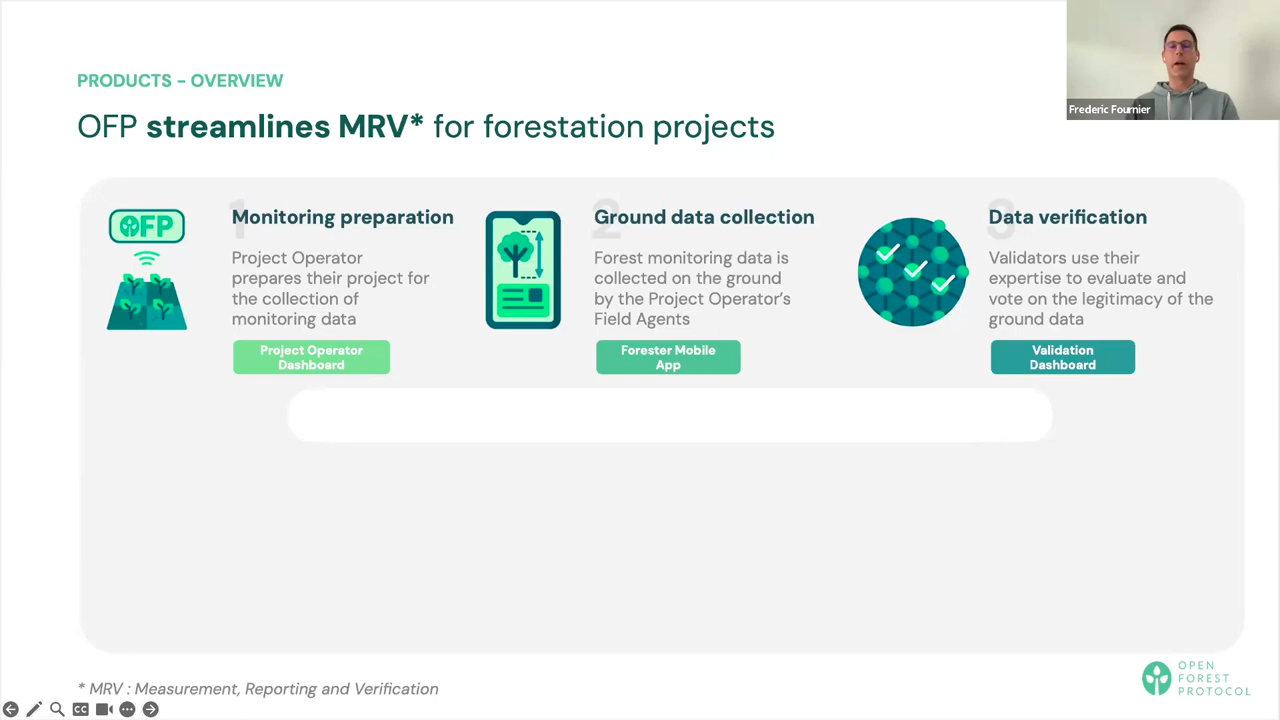 PRODUCTS - OVERVIEW
OFP streamlines MRV* for forestation projects
Frederic Fournier
OFP
1
Monitoring preparation
Project Operator
prepares their project for
the collection of
monitoring data
Project Operator
Dashboard
2
Ground data collection
Forest monitoring data is
collected on the ground
by the Project Operator's
Field Agents
Forester Mobile
App
3
Data verification
Validators use their
expertise to evaluate and
vote on the legitimacy of the
ground data
Validation
Dashboard
* MRV : Measurement, Reporting and Verification
CC
OPEN
FOREST
PROTOCOL